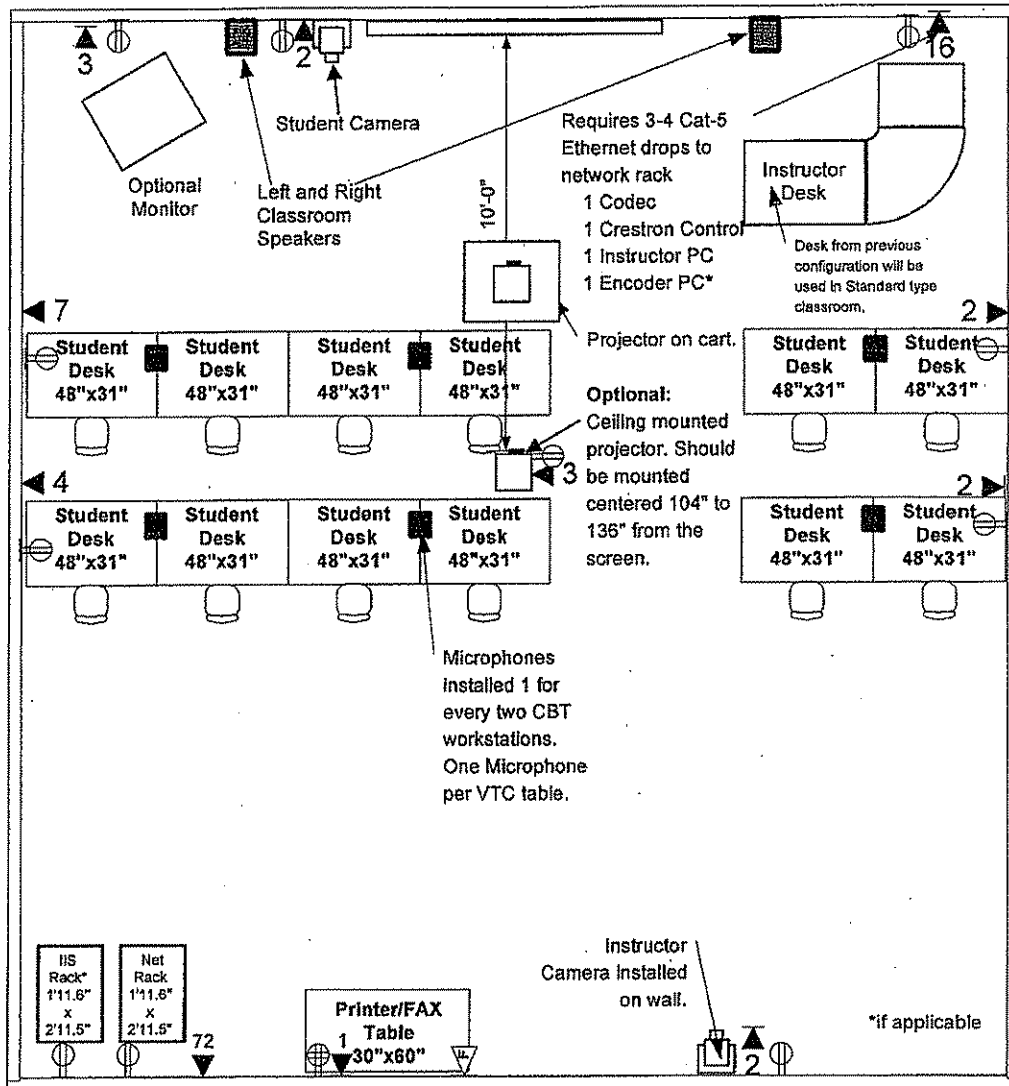 3
2
16
Student Camera
Optional
Monitor
Left and Right
Classroom
Speakers
10'-0"
Requires 3-4 Cat-5
Ethernet drops to
network rack
1 Codec
1 Crestron Control
1 Instructor PC
1 Encoder PC*
Instructor
Desk
Desk from previous
configuration will be
used in Standard type
classroom.
Projector on cart.
7
2
Student
Desk
48"x31"
Student
Desk
48"x31"
Student
Desk
48"x31"
Student
Desk
48"x31"
Student
Desk
48"x31"
Student
Desk
48"x31"
Optional:
Ceiling mounted
projector. Should
be mounted
centered 104" to
136" from the
screen.
3
4
2
Student
Desk
48"x31"
Student
Desk
48"x31"
Student
Desk
48"x31"
Student
Desk
48"x31"
Student
Desk
48"x31"
Student
Desk
48"x31"
Microphones
installed 1 for
every two CBT
workstations.
One Microphone
per VTC table.
IIS
Rack*
1'11.6"
x
2'11.5"
Net
Rack
1'11.6"
x
2'11.5"
72
Printer/FAX
Table
30"x60"
1
F
Instructor
Camera Installed
on wall.
2
*if applicable